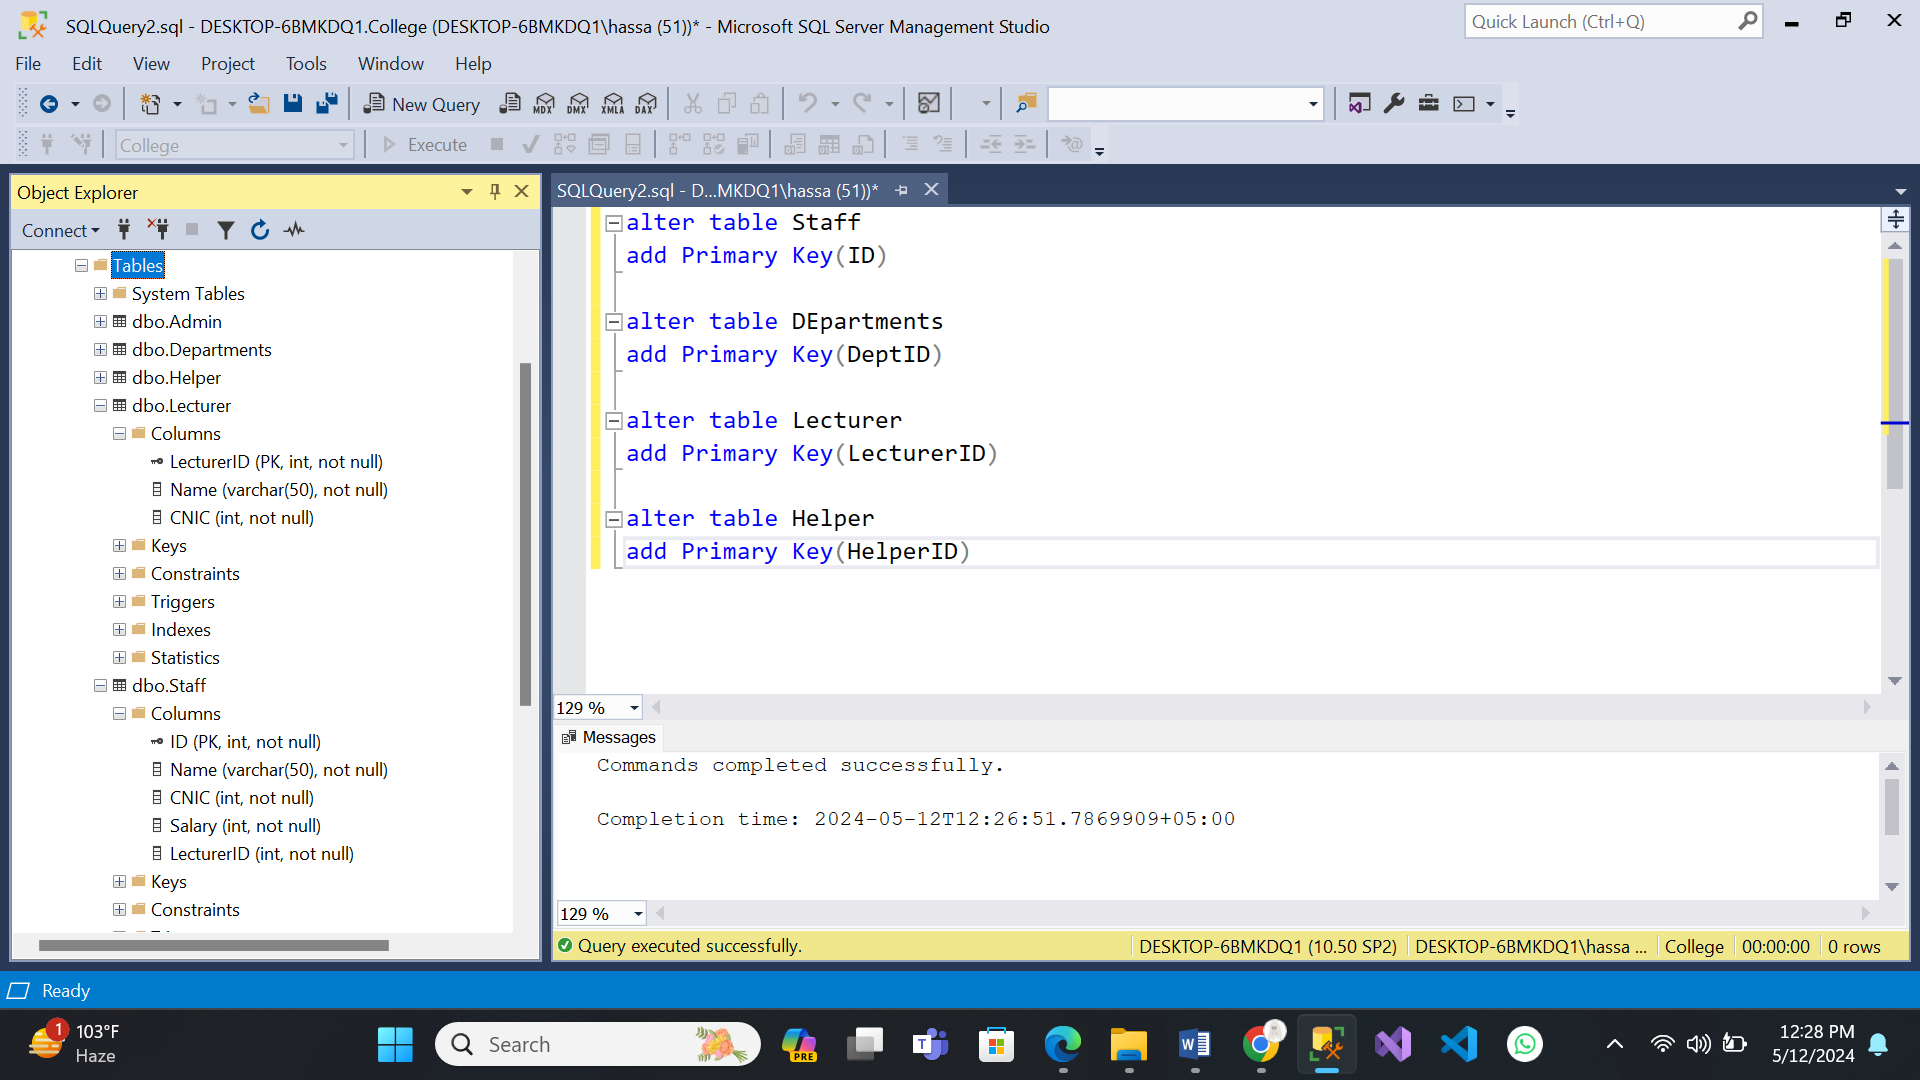 SQLQuery2.sql - DESKTOP-6BMKDQ1.College (DESKTOP-6BMKDQ1\hassa (51))* - Microsoft SQL Server Management Studio
Quick Launch (Ctrl+Q)
File Edit View Project Tools Window Help
New Query MDX DMX XMLA DAX
College Execute
Object Explorer
Connect
Tables
System Tables
dbo.Admin
dbo.Departments
dbo.Helper
dbo.Lecturer
Columns
LecturerID (PK, int, not null)
Name (varchar(50), not null)
CNIC (int, not null)
Keys
Constraints
Triggers
Indexes
Statistics
dbo.Staff
Columns
ID (PK, int, not null)
Name (varchar(50), not null)
CNIC (int, not null)
Salary (int, not null)
LecturerID (int, not null)
Keys
Constraints
SQLQuery2.sql - D...MKDQ1\hassa (51))*
alter table Staff
add Primary Key(ID)
alter table DEpartments
add Primary Key(DeptID)
alter table Lecturer
add Primary Key(LecturerID)
alter table Helper
add Primary Key(HelperID)
129 %
Messages
Commands completed successfully.
Completion time: 2024-05-12T12:26:51.7869909+05:00
129 %
Query executed successfully. DESKTOP-6BMKDQ1 (10.50 SP2) DESKTOP-6BMKDQ1\hassa ... College 00:00:00 0 rows
Ready
1 103°F
Haze
Search
PRE
12:28 PM
5/12/2024